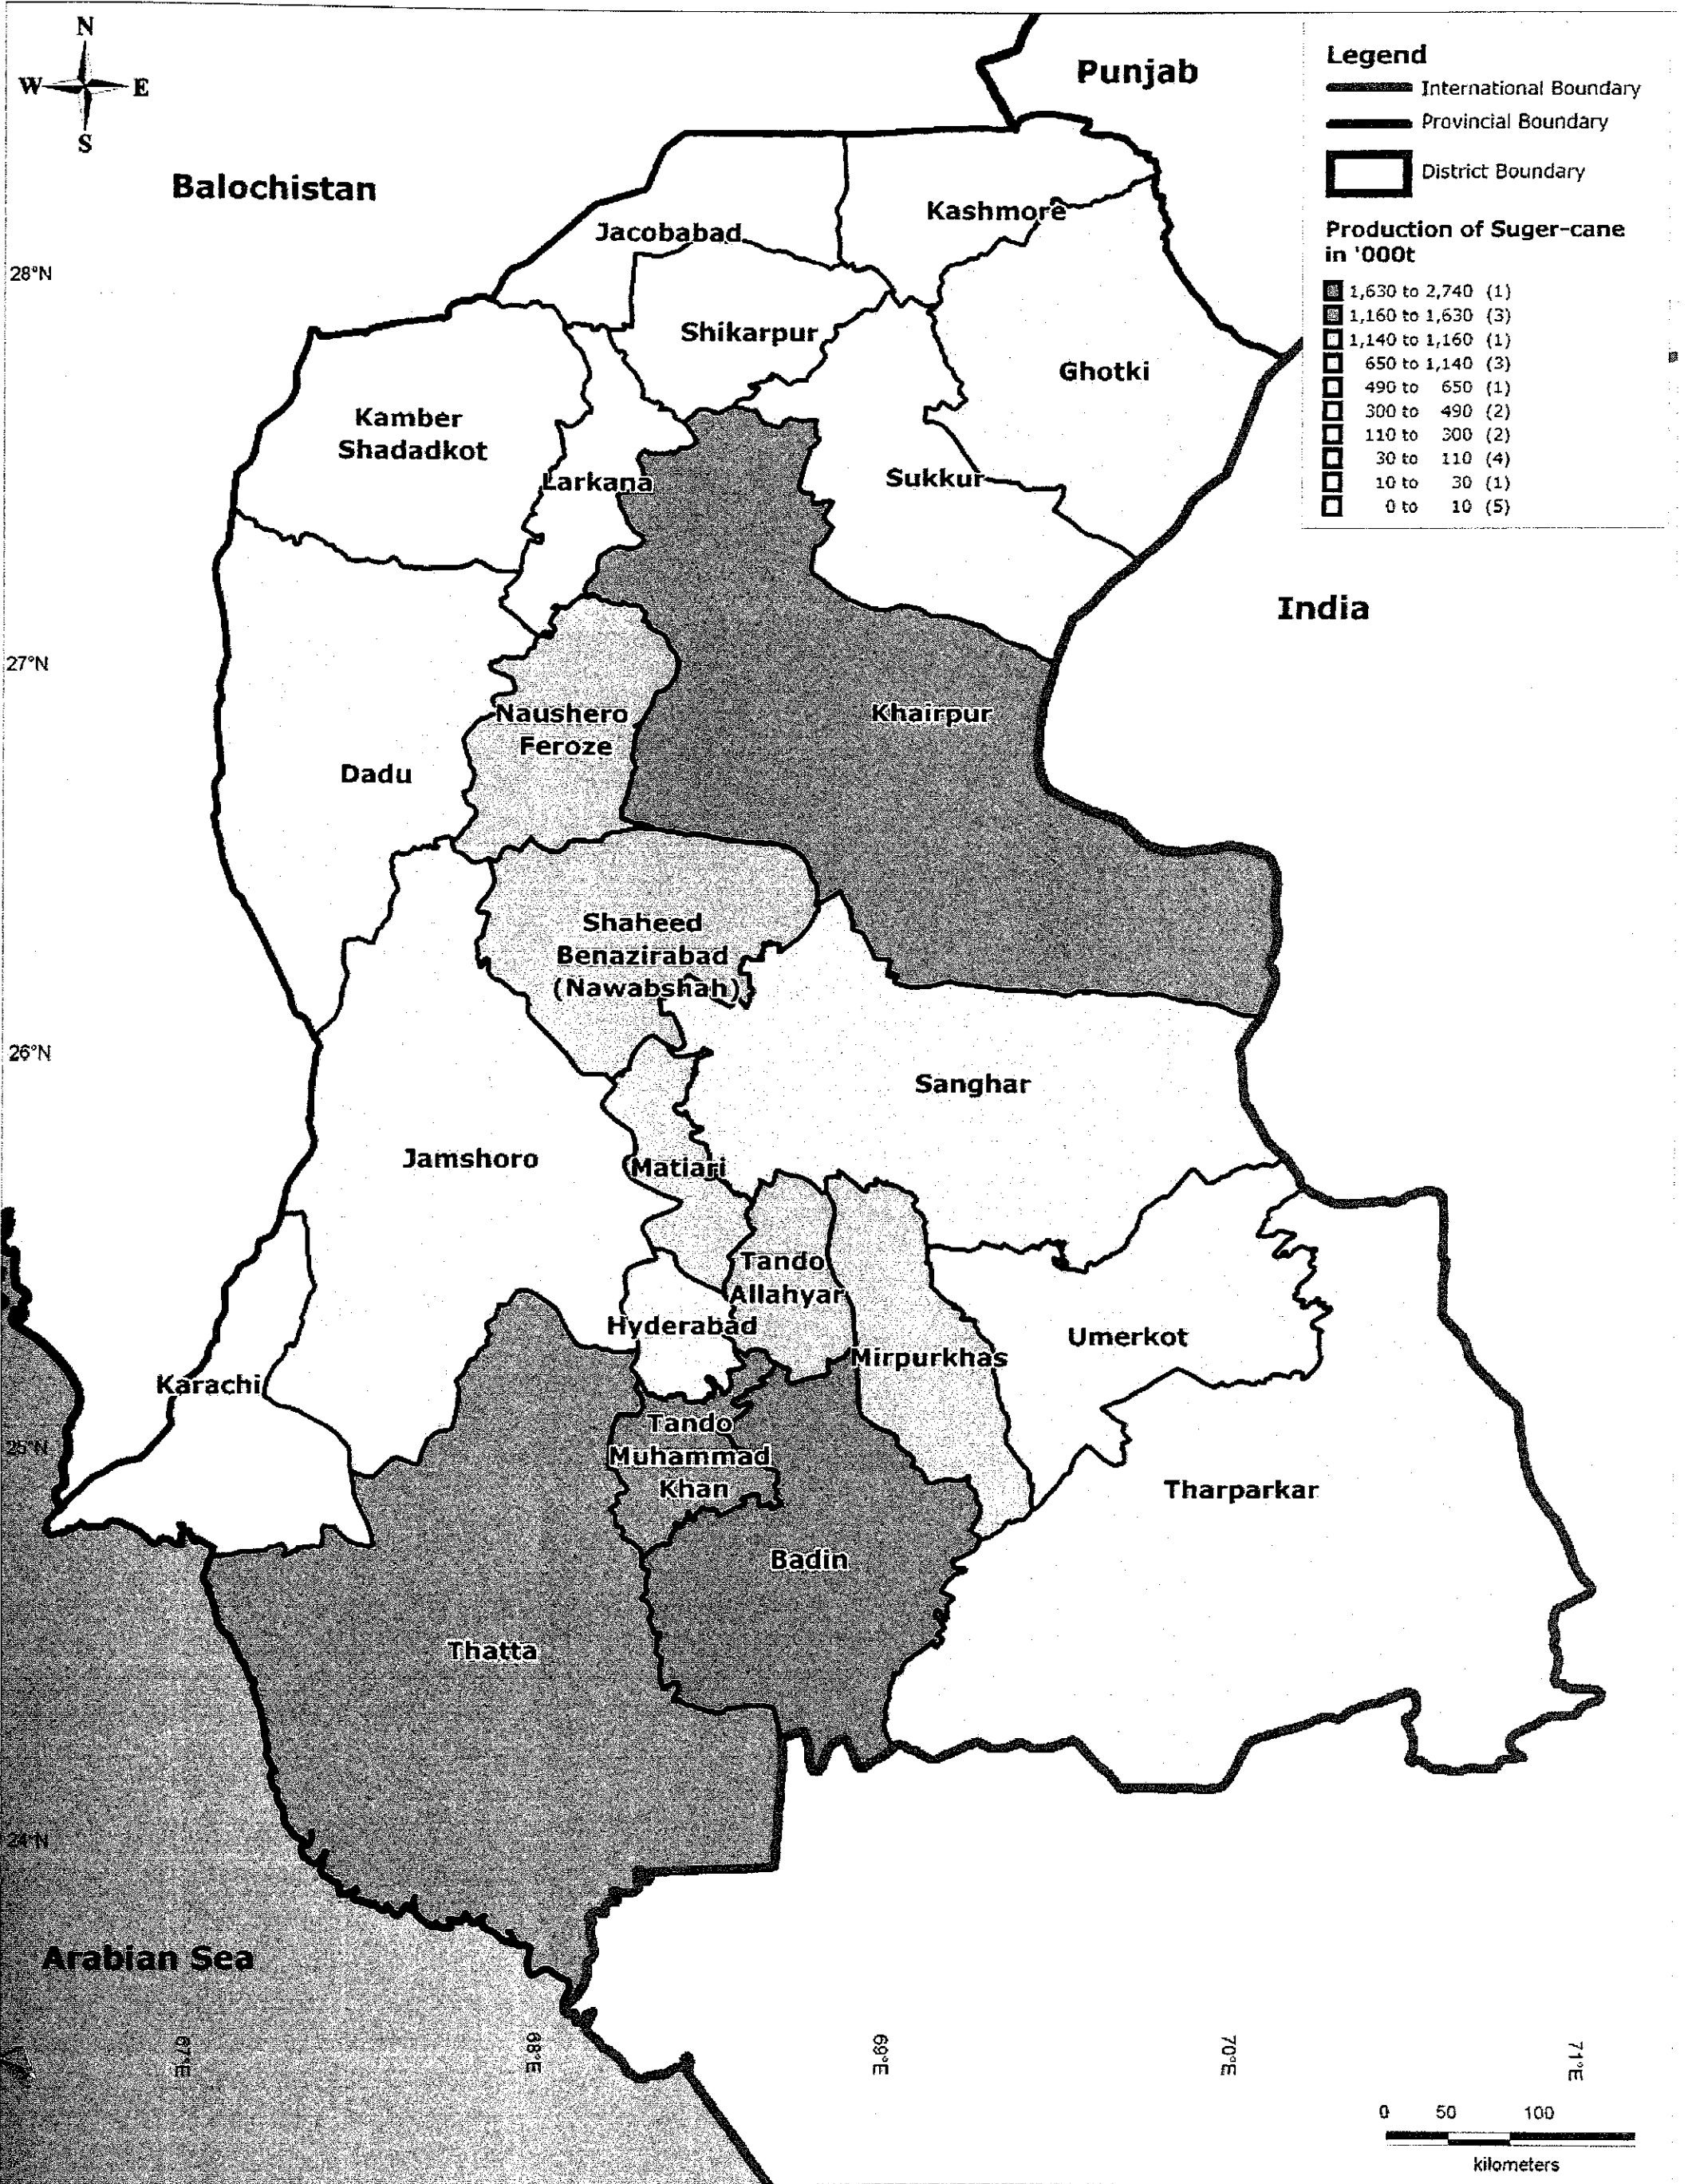 N
W E
S
Punjab
Balochistan
Legend
International Boundary
Provincial Boundary
District Boundary
Production of Suger-cane
in '000t
1,630 to 2,740 (1)
1,160 to 1,630 (3)
1,140 to 1,160 (1)
650 to 1,140 (3)
490 to 650 (1)
300 to 490 (2)
110 to 300 (2)
30 to 110 (4)
10 to 30 (1)
0 to 10 (5)
28°N
Jacobabad
Kashmore
Shikarpur
Ghotki
Kamber
Shadadkot
Larkana
Sukkur
India
27°N
Naushero
Feroze
Khairpur
Dadu
Shaheed
Benazirabad
(Nawabshah)
26°N
Sanghar
Jamshoro
Matiari
Tando
Allahyar
Hyderabad
Umerkot
Mirpurkhas
Karachi
25°N
Tando
Muhammad
Khan
Tharparkar
Badin
Thatta
24°N
Arabian Sea
67°E
68°E
69°E
70°E
71°E
0 50 100
kilometers